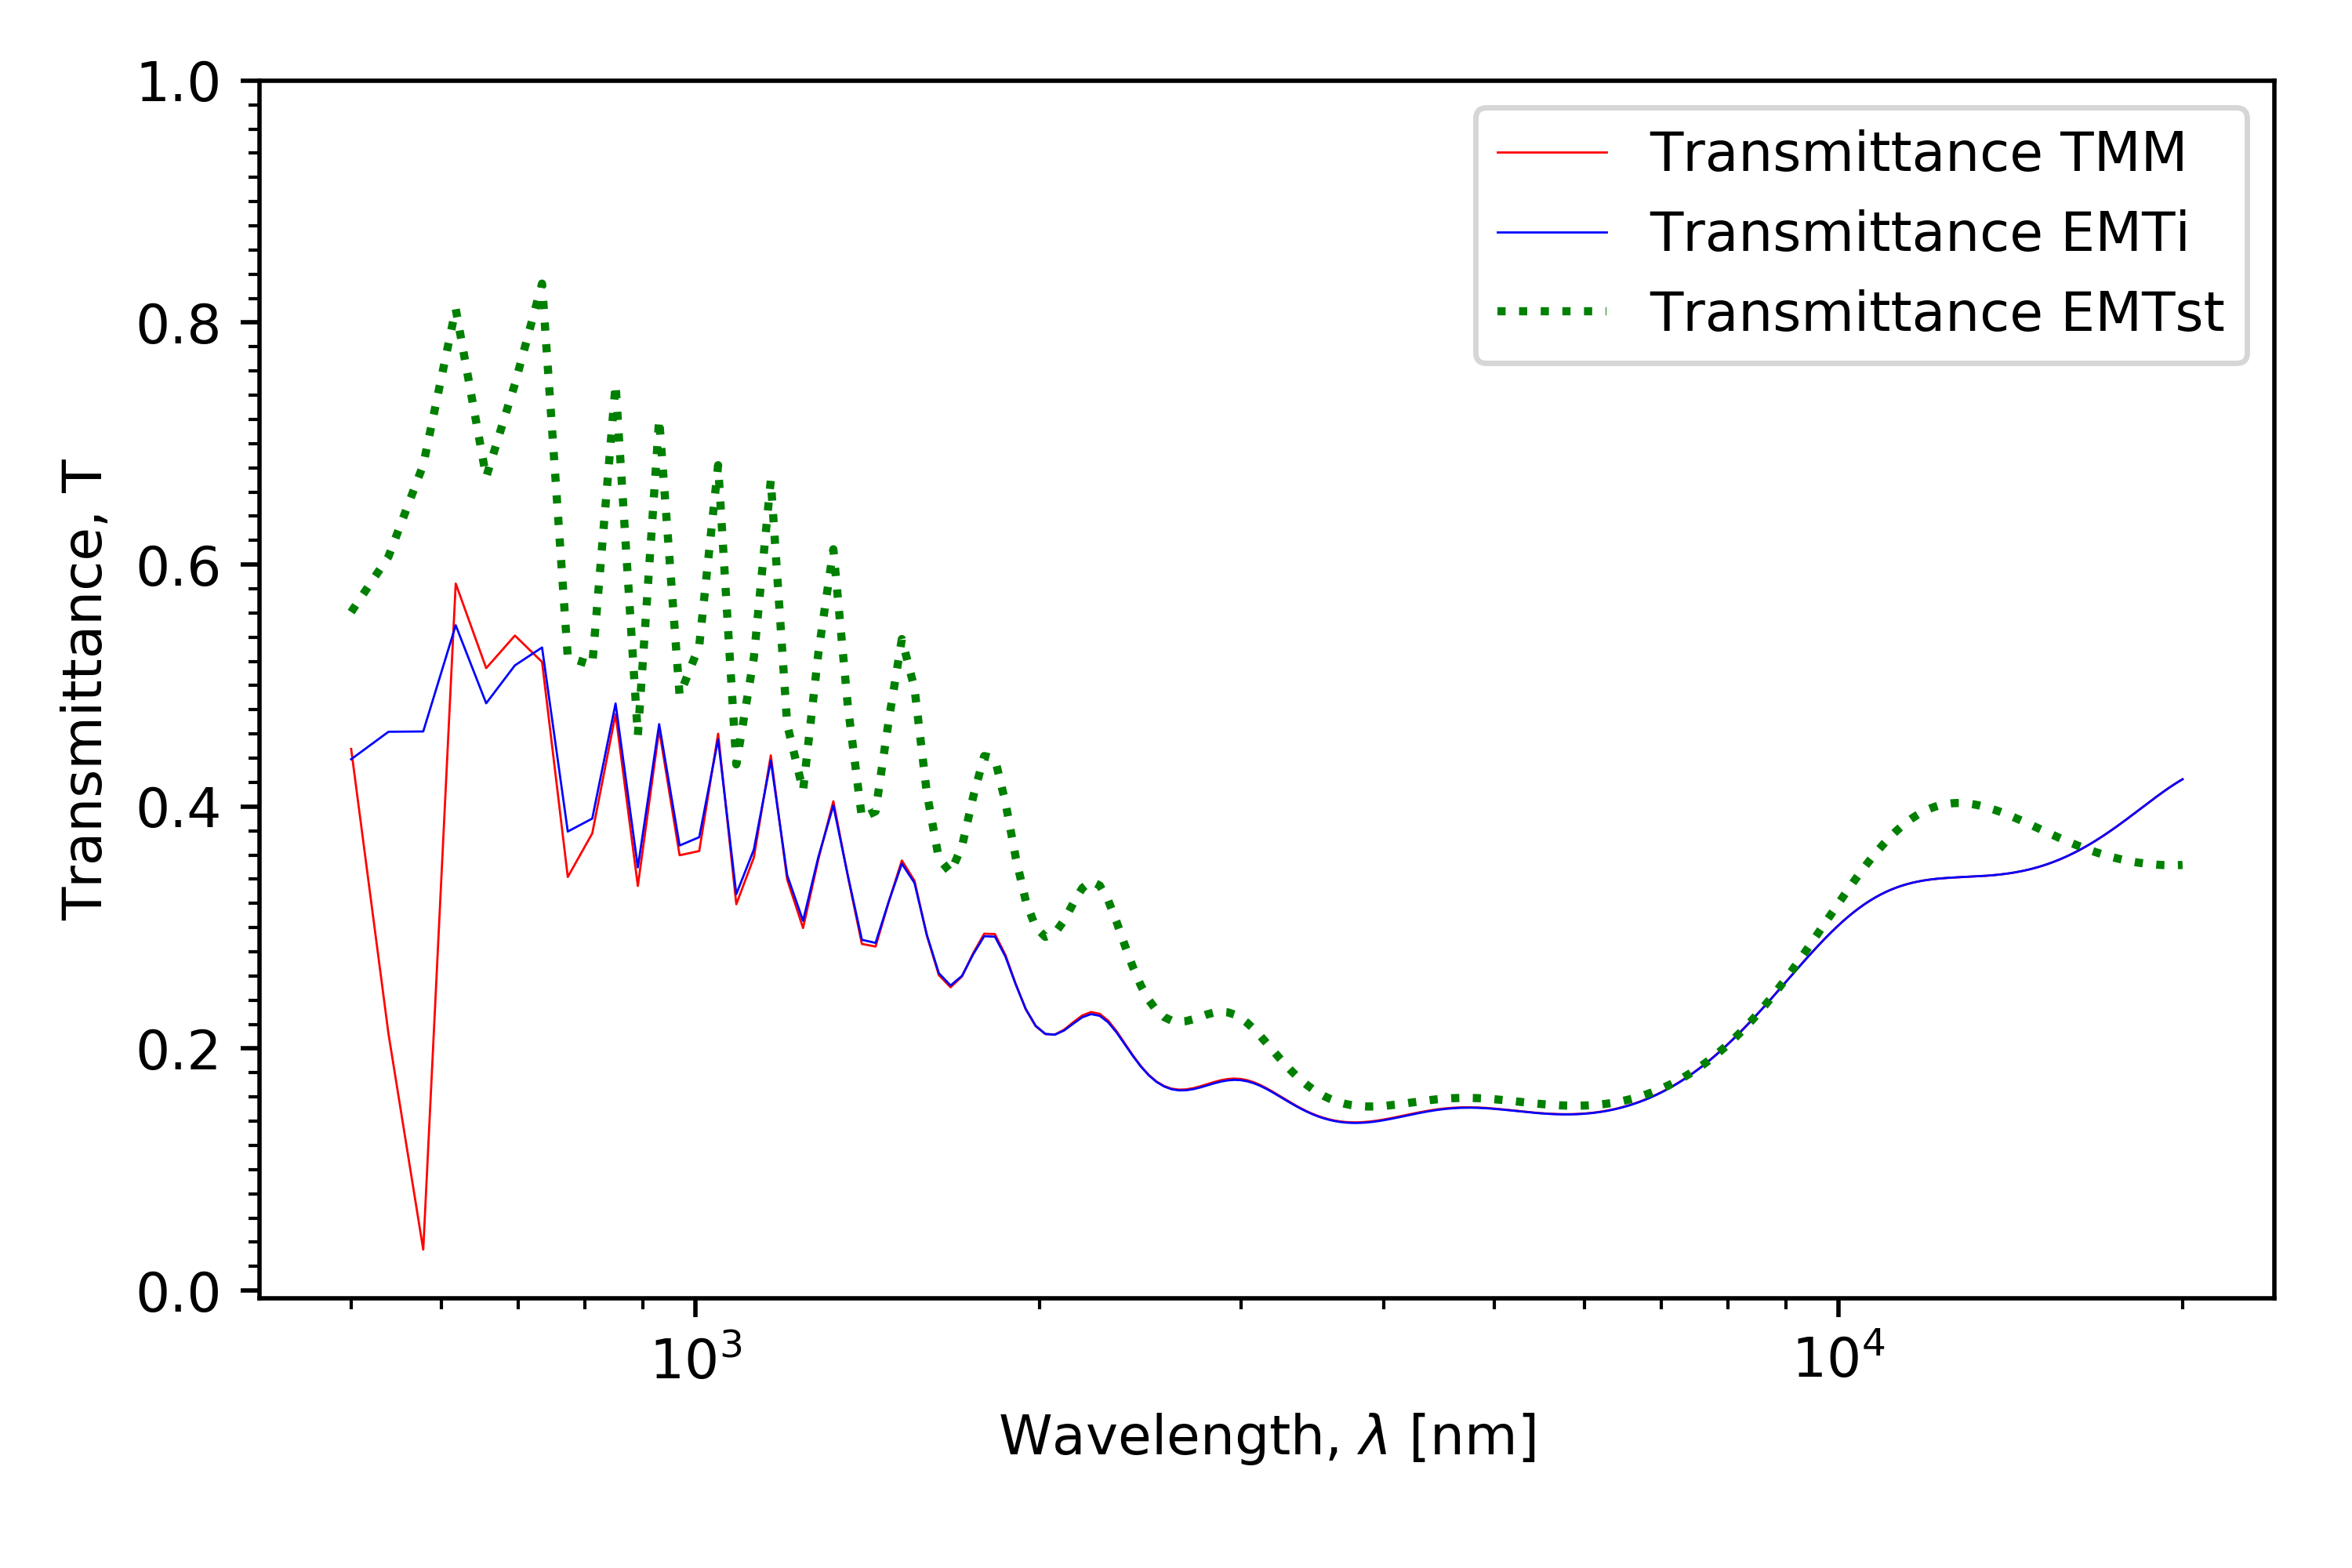 1.0
0.8
0.6
0.4
0.2
0.0
Transmittance, T
Transmittance TMM
Transmittance EMTi
Transmittance EMTst
10³
10⁴
Wavelength, λ [nm]